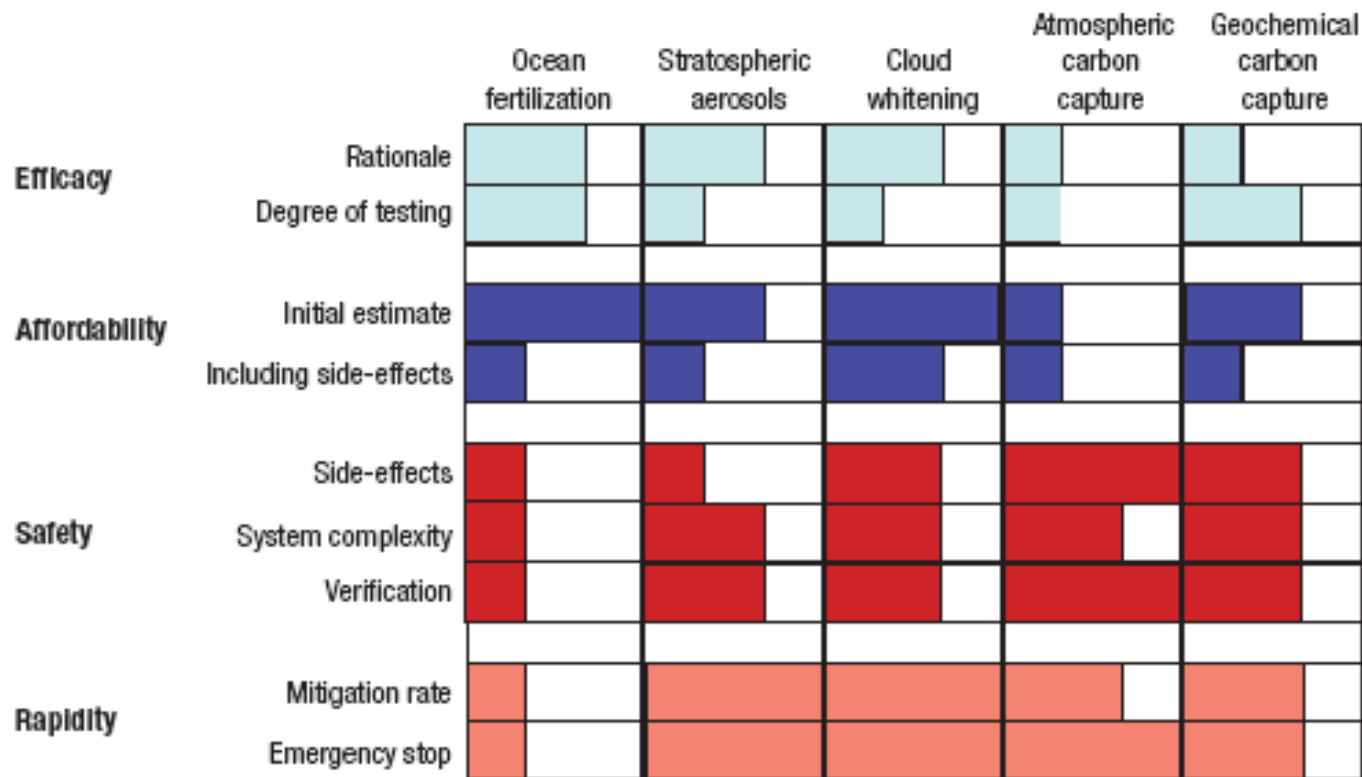 Ocean
fertilization
Stratospheric
aerosols
Cloud
whitening
Atmospheric
carbon
capture
Geochemical
carbon
capture
Efficacy
Rationale
Degree of testing
Affordability
Initial estimate
Including side-effects
Safety
Side-effects
System complexity
Verification
Rapidity
Mitigation rate
Emergency stop